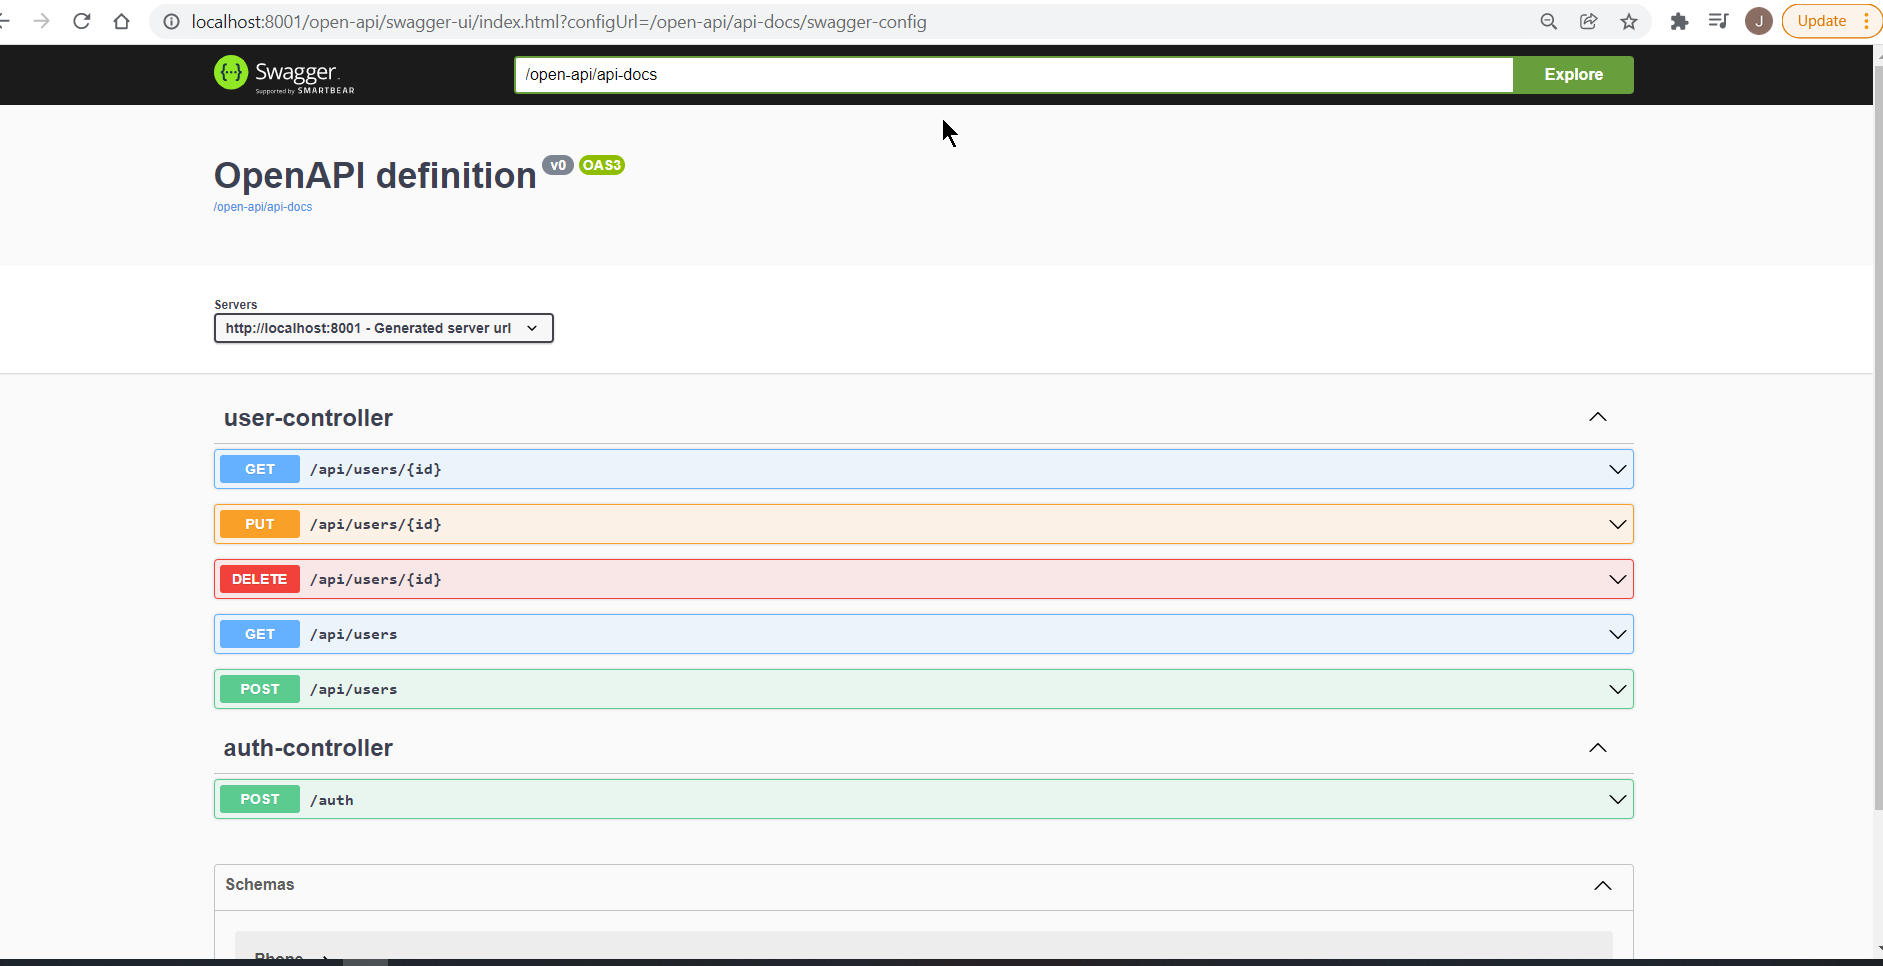 localhost:8001/open-api/swagger-ui/index.html?configUrl=/open-api/api-docs/swagger-config
J
Update
{···} Swagger.
Supported by SMARTBEAR
/open-api/api-docs
Explore
OpenAPI definition v0 OAS3
/open-api/api-docs
Servers
http://localhost:8001 - Generated server url
user-controller
GET /api/users/{id}
PUT /api/users/{id}
DELETE /api/users/{id}
GET /api/users
POST /api/users
auth-controller
POST /auth
Schemas
Phone